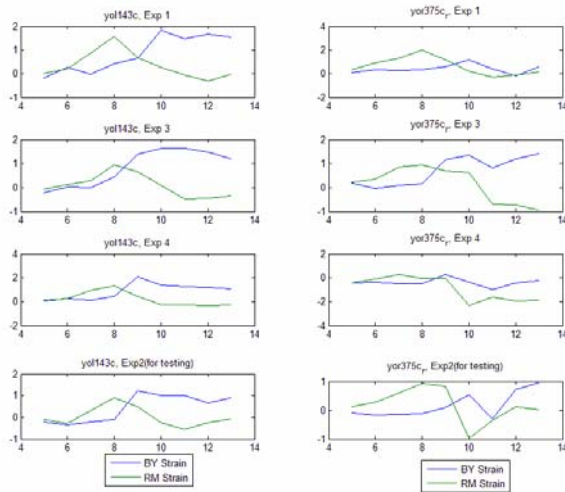 yol143c, Exp 1
2
1
0
-1
4 6 8 10 12 14
yor375c_r, Exp 1
3
2
1
0
-1
4 6 8 10 12 14
yol143c, Exp 3
2
1
0
-1
4 6 8 10 12 14
yor375c_r, Exp 3
2
1
0
-1
4 6 8 10 12 14
yol143c, Exp 4
4
2
0
-2
4 6 8 10 12 14
yor375c_r, Exp 4
2
0
-2
-4
4 6 8 10 12 14
yol143c, Exp2(for testing)
2
1
0
-1
4 6 8 10 12 14
yor375c_r, Exp2(for testing)
1
0
-1
4 6 8 10 12 14
BY Strain
RM Strain
BY Strain
RM Strain